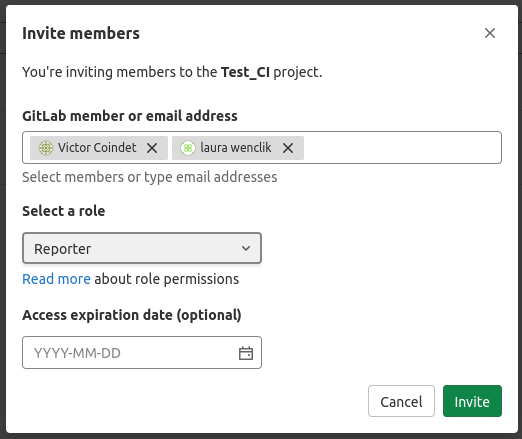 Invite members
You're inviting members to the Test_CI project.
GitLab member or email address
Victor Coindet laura wenclik
Select members or type email addresses
Select a role
Reporter
Read more about role permissions
Access expiration date (optional)
YYYY-MM-DD
Cancel Invite